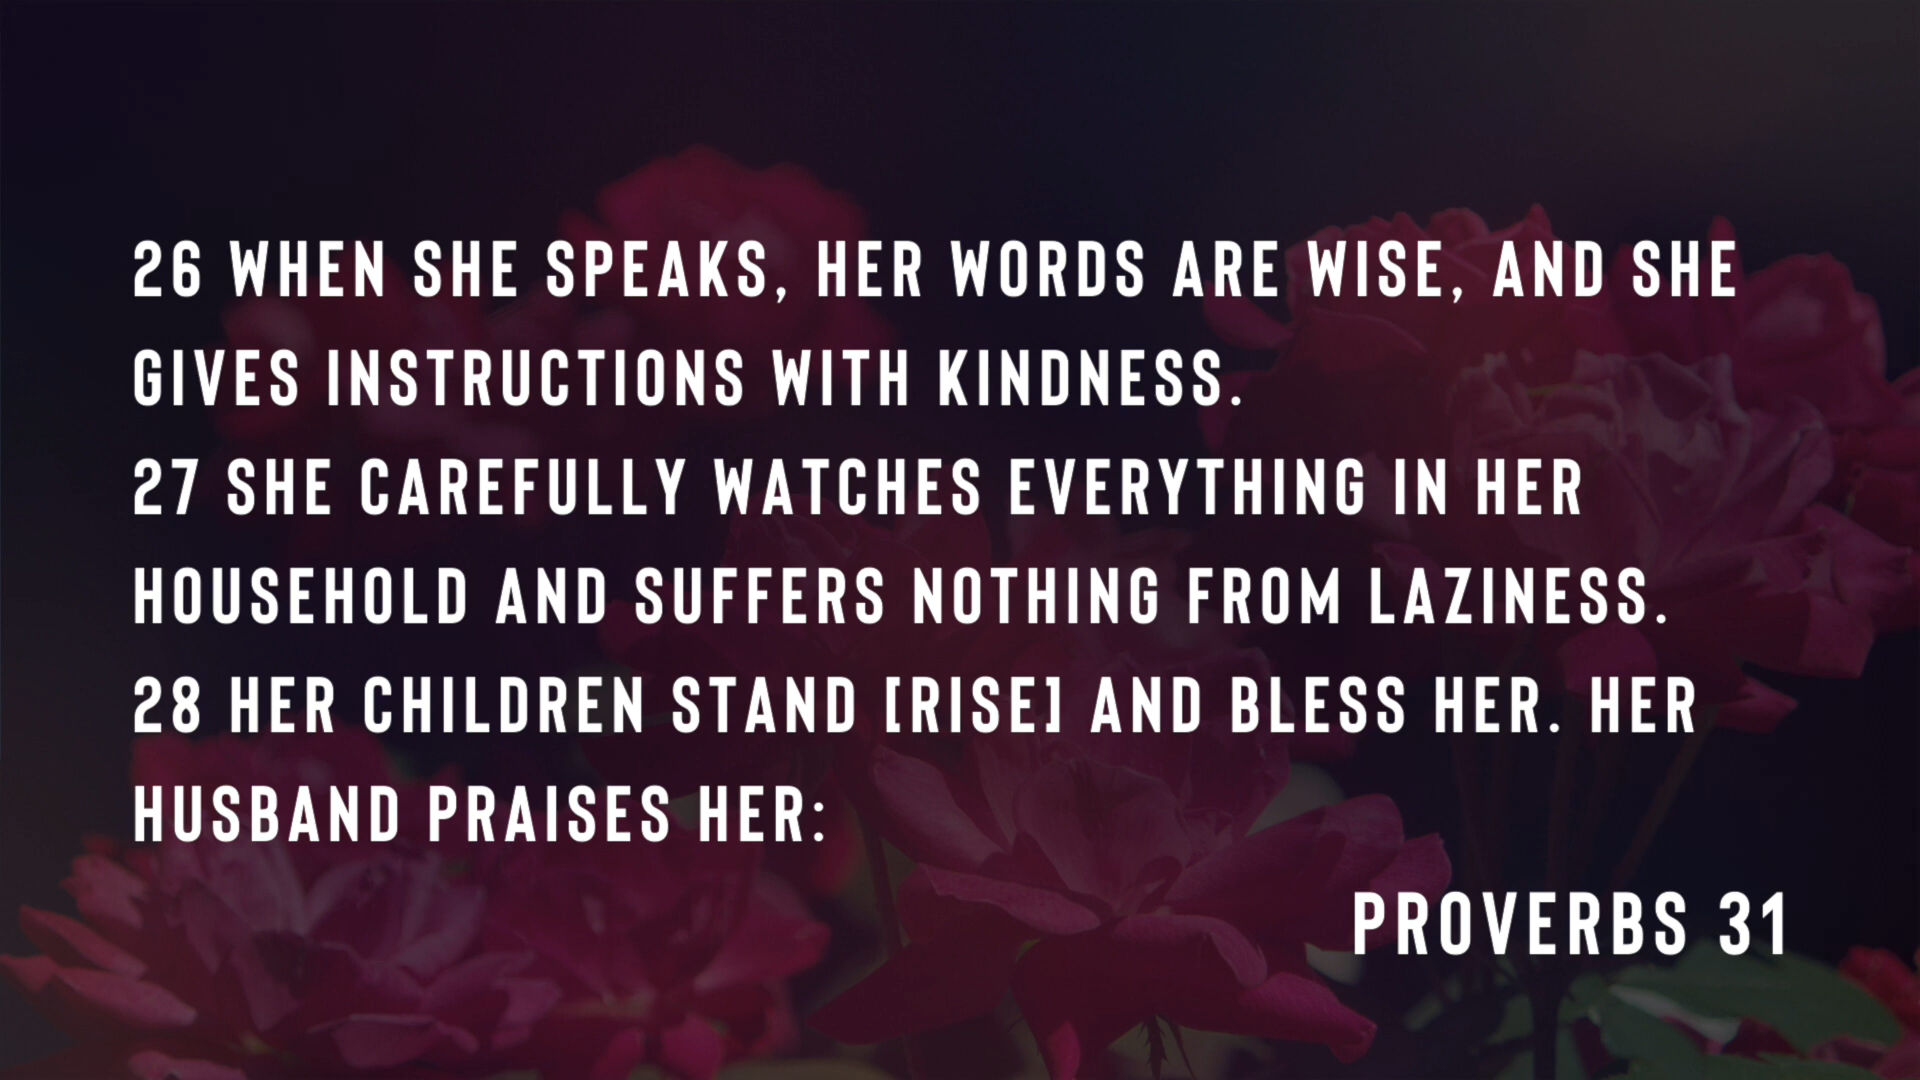 26 WHEN SHE SPEAKS, HER WORDS ARE WISE, AND SHE
GIVES INSTRUCTIONS WITH KINDNESS.
27 SHE CAREFULLY WATCHES EVERYTHING IN HER
HOUSEHOLD AND SUFFERS NOTHING FROM LAZINESS.
28 HER CHILDREN STAND [RISE] AND BLESS HER. HER
HUSBAND PRAISES HER:
PROVERBS 31